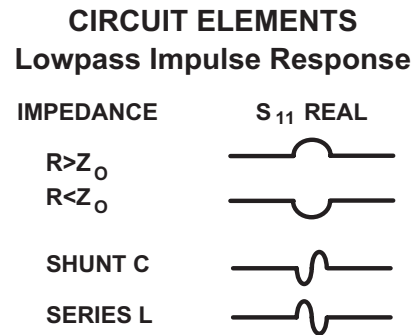 CIRCUIT ELEMENTS
Lowpass Impulse Response
IMPEDANCE S11 REAL
R>ZO
R<ZO
SHUNT C
SERIES L